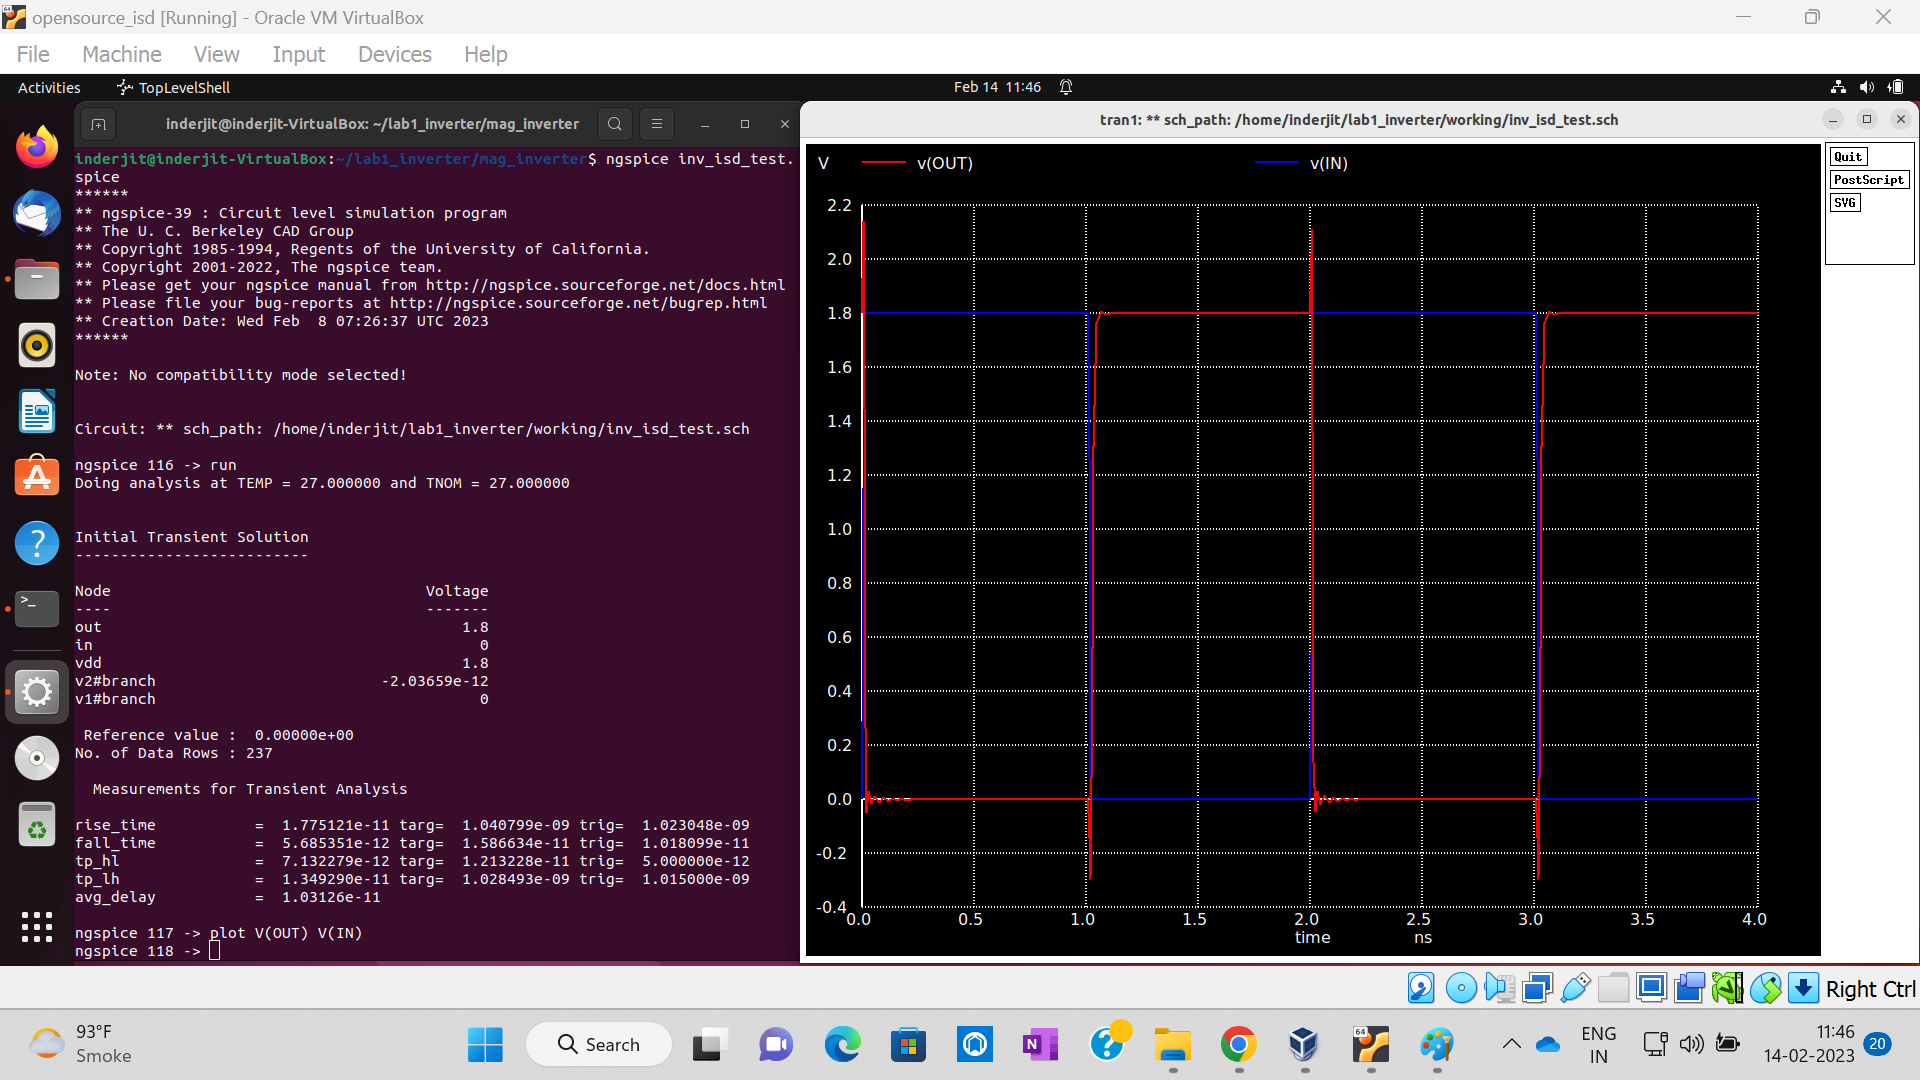 opensource_isd [Running] - Oracle VM VirtualBox
File Machine View Input Devices Help
Activities TopLevelShell Feb 14 11:46
inderjit@inderjit-VirtualBox: ~/lab1_inverter/mag_inverter
inderjit@inderjit-VirtualBox:~/lab1_inverter/mag_inverter$ ngspice inv_isd_test.
spice
******
** ngspice-39 : Circuit level simulation program
** The U. C. Berkeley CAD Group
** Copyright 1985-1994, Regents of the University of California.
** Copyright 2001-2022, The ngspice team.
** Please get your ngspice manual from http://ngspice.sourceforge.net/docs.html
** Please file your bug-reports at http://ngspice.sourceforge.net/bugrep.html
** Creation Date: Wed Feb  8 07:26:37 UTC 2023
******
Note: No compatibility mode selected!
Circuit: ** sch_path: /home/inderjit/lab1_inverter/working/inv_isd_test.sch
ngspice 116 -> run
Doing analysis at TEMP = 27.000000 and TNOM = 27.000000
Initial Transient Solution
--------------------------
Node Voltage
---- -------
out 1.8
in 0
vdd 1.8
v2#branch -2.03659e-12
v1#branch 0
Reference value :  0.00000e+00
No. of Data Rows : 237
Measurements for Transient Analysis
rise_time = 1.775121e-11 targ= 1.040799e-09 trig= 1.023048e-09
fall_time = 5.685351e-12 targ= 1.586634e-11 trig= 1.018099e-11
tp_hl = 7.132279e-12 targ= 1.213228e-11 trig= 5.000000e-12
tp_lh = 1.349290e-11 targ= 1.028493e-09 trig= 1.015000e-09
avg_delay = 1.03126e-11
ngspice 117 -> plot V(OUT) V(IN)
ngspice 118 ->
tran1: ** sch_path: /home/inderjit/lab1_inverter/working/inv_isd_test.sch
V v(OUT) v(IN)
Quit
PostScript
SVG
2.2
2.0
1.8
1.6
1.4
1.2
1.0
0.8
0.6
0.4
0.2
0.0
-0.2
-0.4
0.0 0.5 1.0 1.5 2.0 2.5 3.0 3.5 4.0
time ns
Right Ctrl
93°F
Smoke
Search
64
ENG
IN
11:46
14-02-2023
20